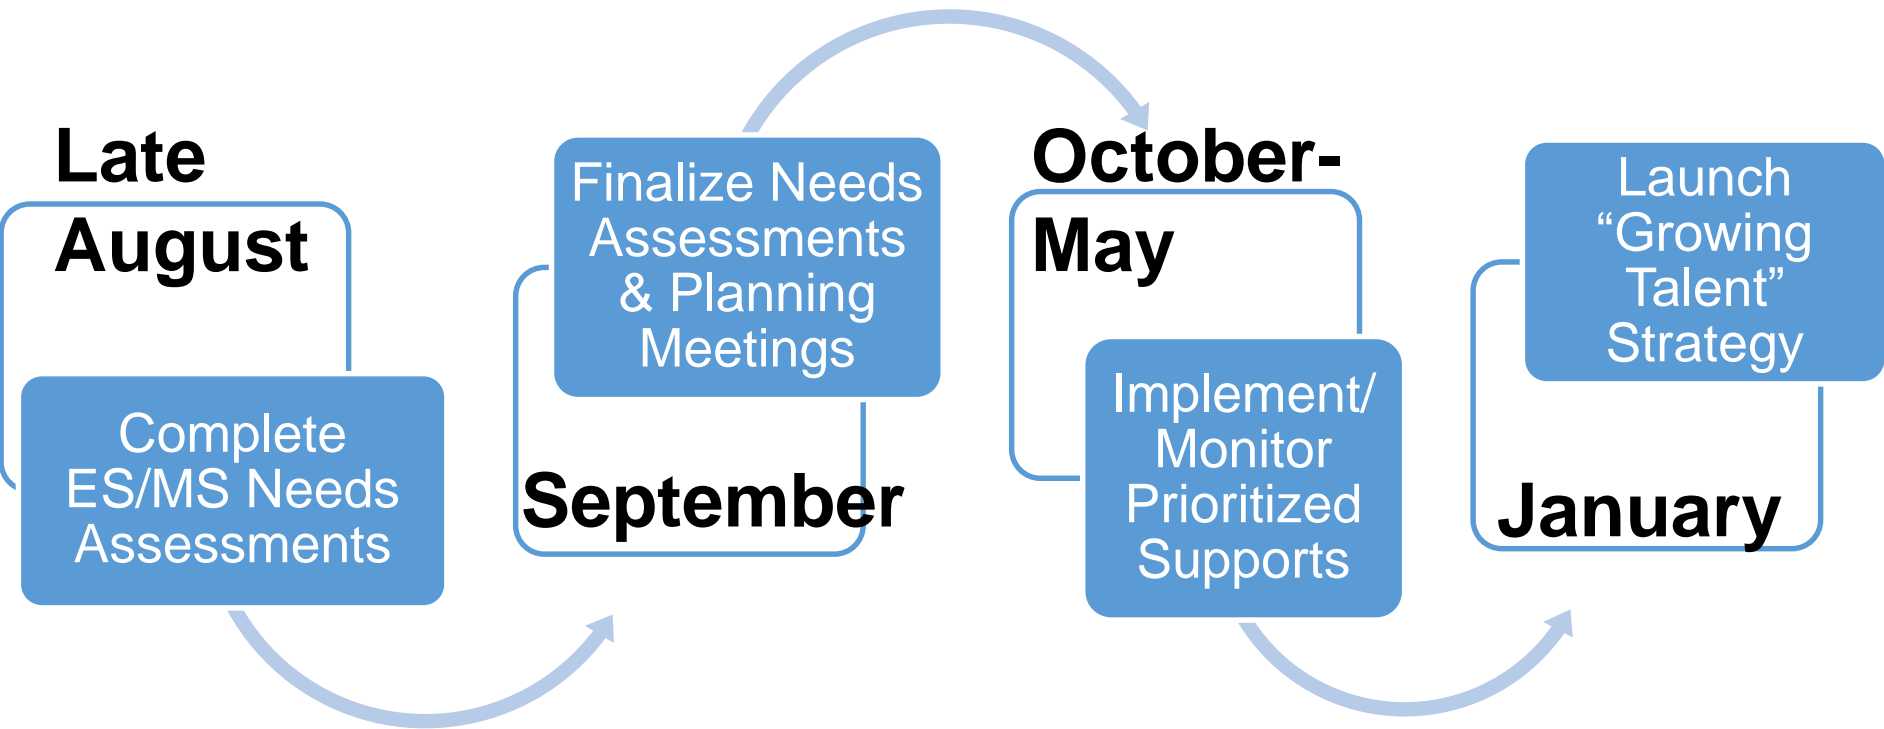 Late
August
Complete
ES/MS Needs
Assessments
Finalize Needs
Assessments
& Planning
Meetings
September
October-
May
Implement/
Monitor
Prioritized
Supports
Launch
“Growing
Talent”
Strategy
January